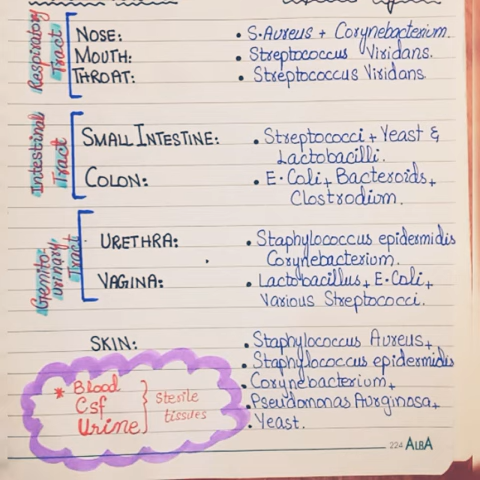 Respiratory Tract
NOSE:
• S.Aureus + Corynebacterium.
MOUTH:
• Streptococcus Viridans.
THROAT:
• Streptococcus Viridans
Intestinal Tract
SMALL INTESTINE:
• Streptococci + Yeast &
Lactobacilli.
COLON:
• E.Coli + Bacteroids +
Clostrodium.
Genito-urinary Tract
URETHRA:
• Staphylococcus epidermidis
Corynebacterium.
VAGINA:
• Lactobacillus + E.Coli +
Various Streptococci.
SKIN:
• Staphylococcus Aureus +
• Staphylococcus epidermidis
• Corynebacterium +
• Pseudomonas Aurginosa +
• Yeast.
* Blood
Csf
Urine
Sterile
tissues
224 ALBA